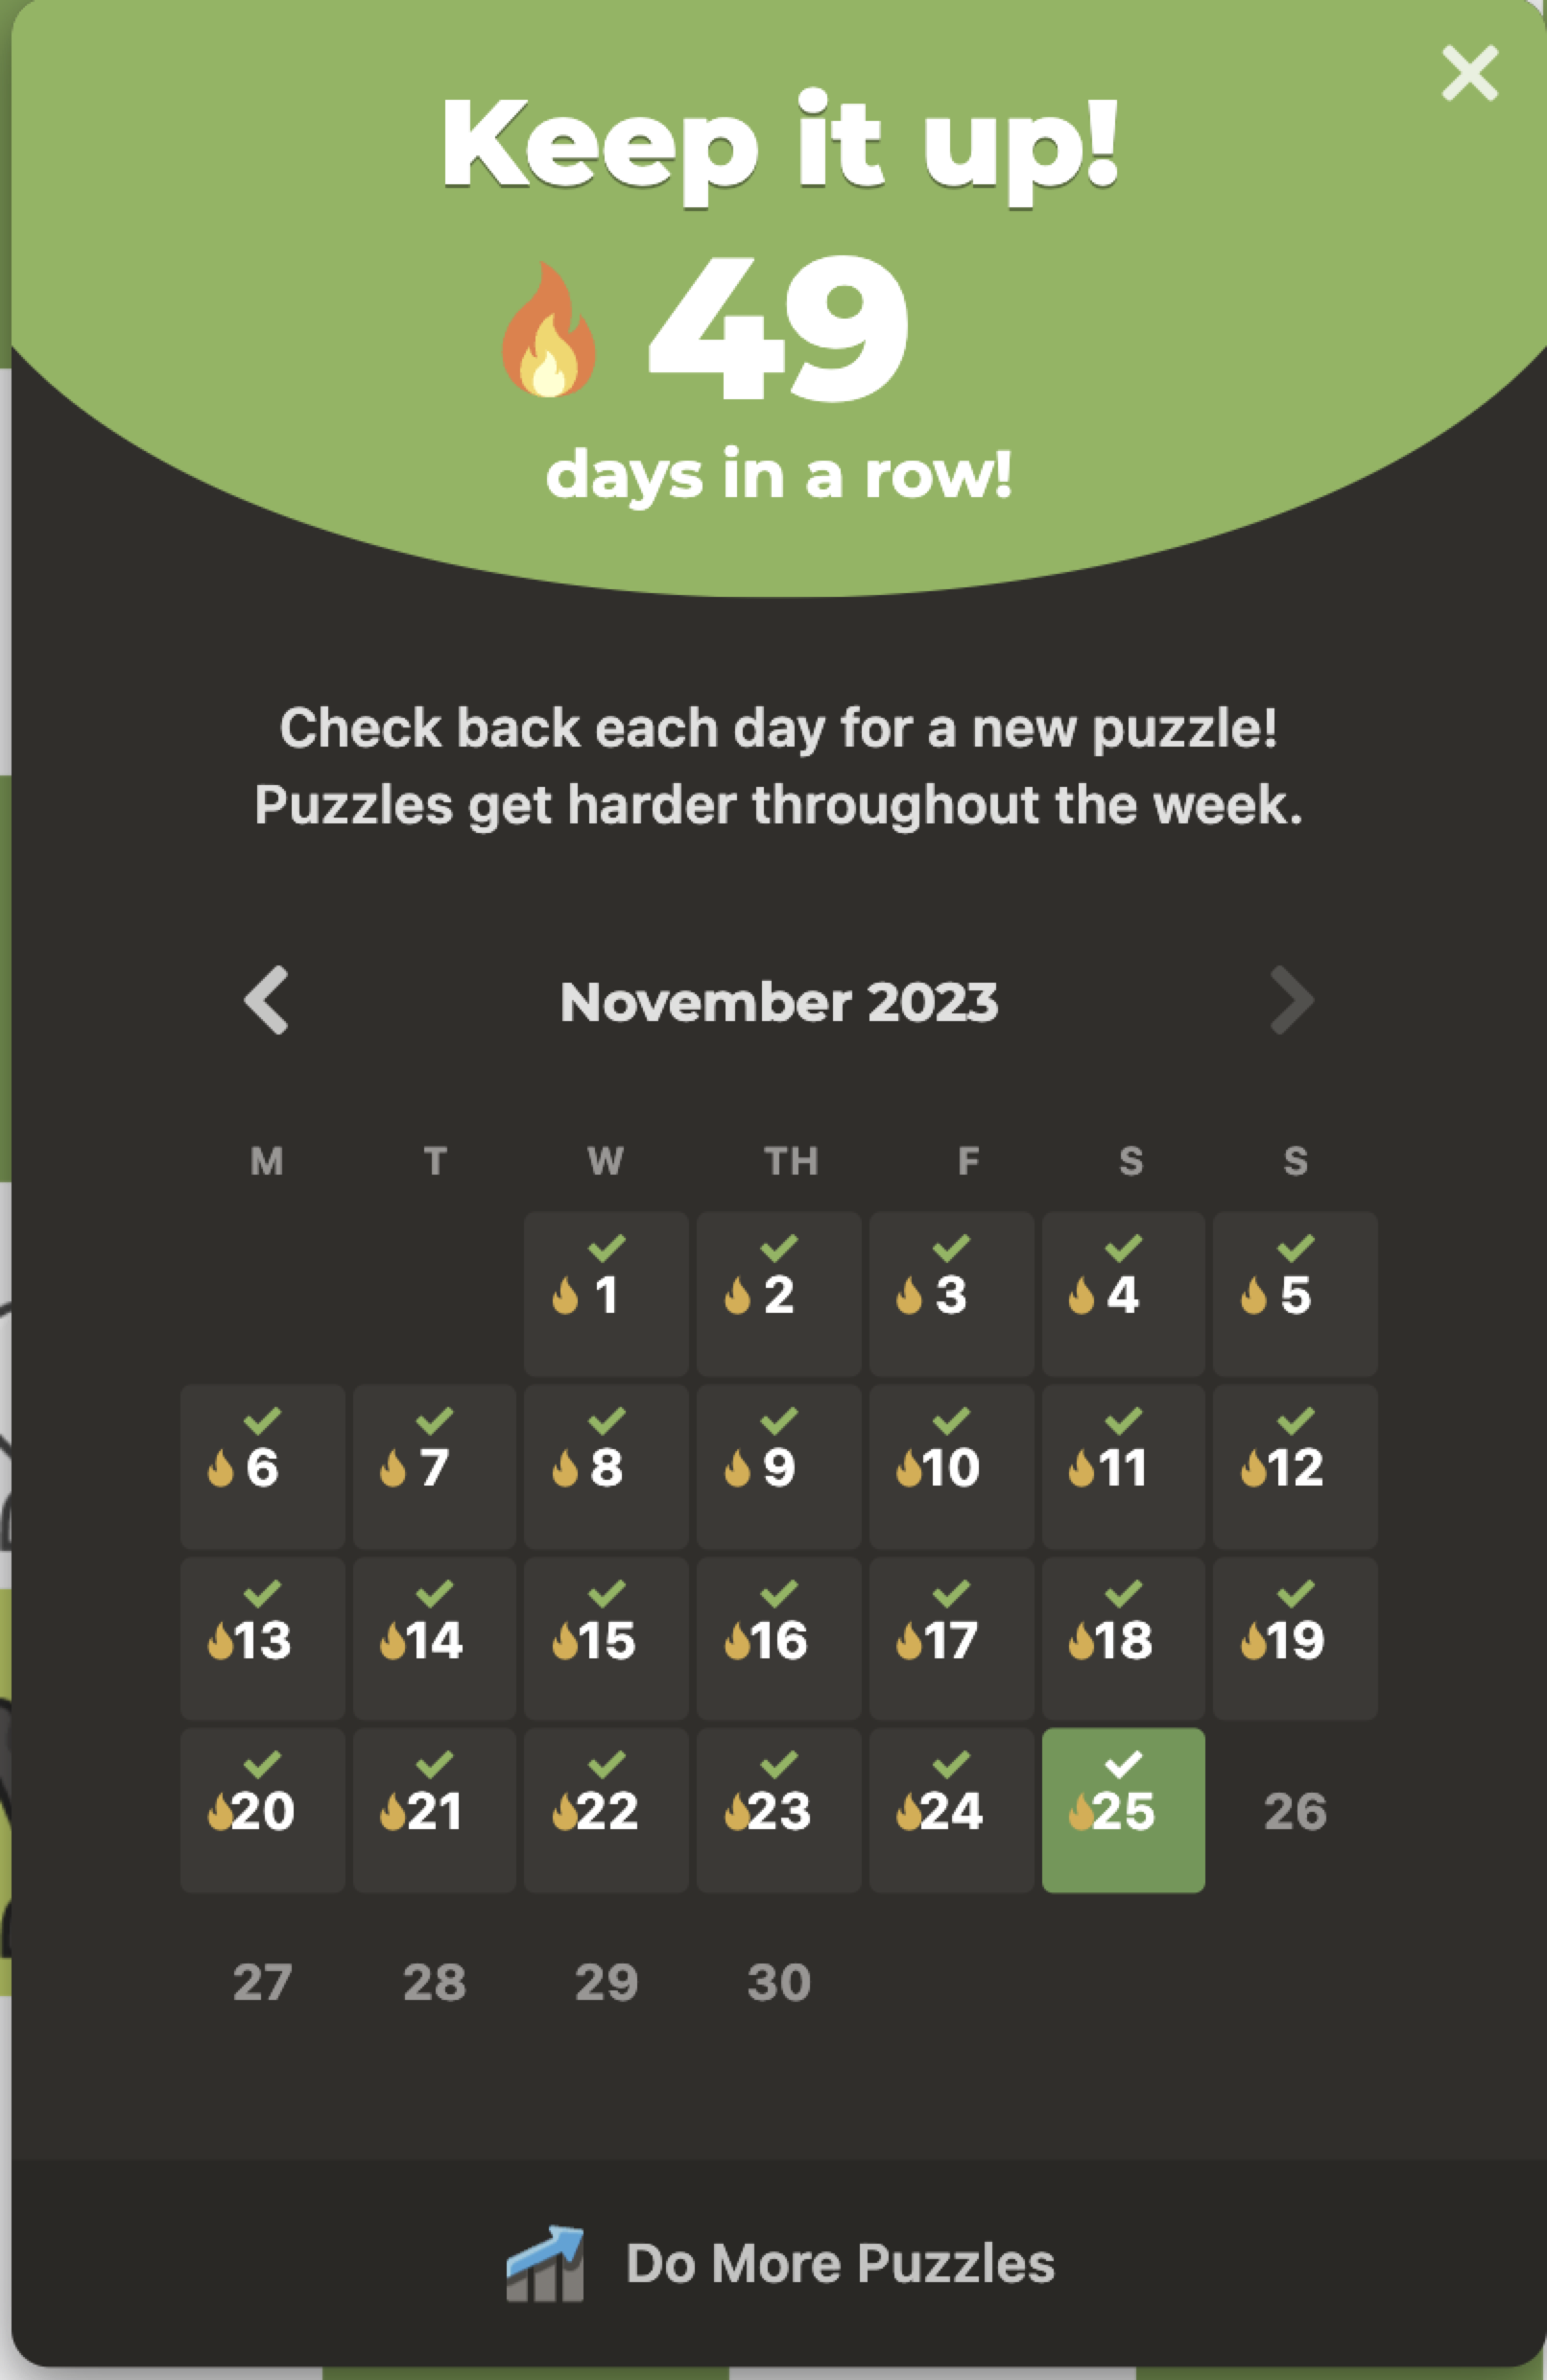 Keep it up!
49
days in a row!
Check back each day for a new puzzle!
Puzzles get harder throughout the week.
November 2023
M T W TH F S S
1 2 3 4 5
6 7 8 9 10 11 12
13 14 15 16 17 18 19
20 21 22 23 24 25 26
27 28 29 30
Do More Puzzles